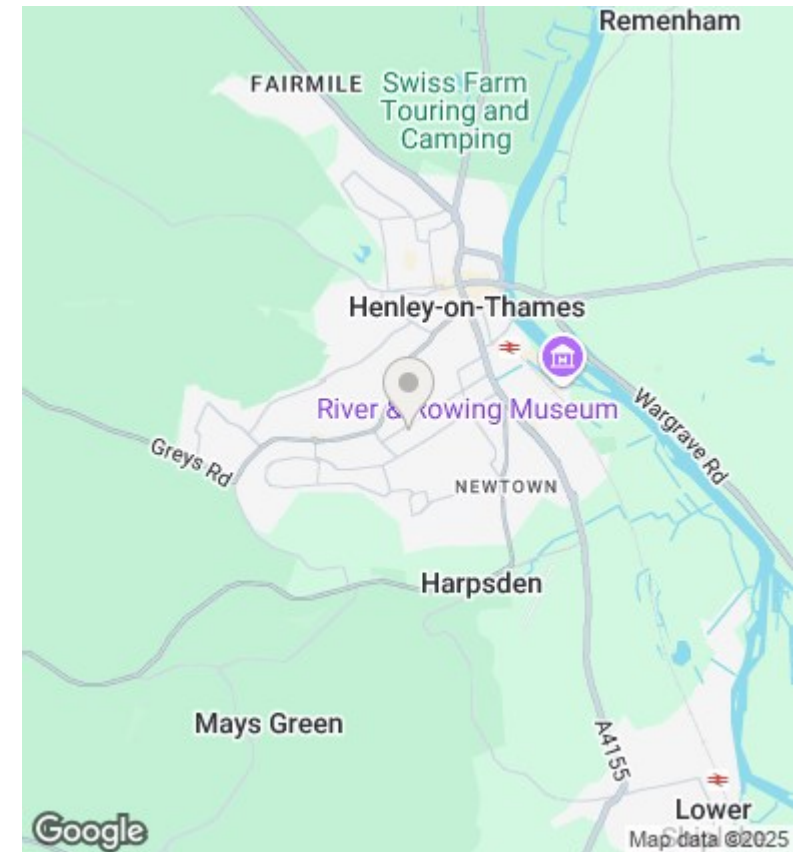 Remenham
FAIRMILE
Swiss Farm
Touring and
Camping
Henley-on-Thames
River & Rowing Museum
Wargrave Rd
Greys Rd
NEWTOWN
Harpsden
Mays Green
A4155
Lower
Google
Map data ©2025